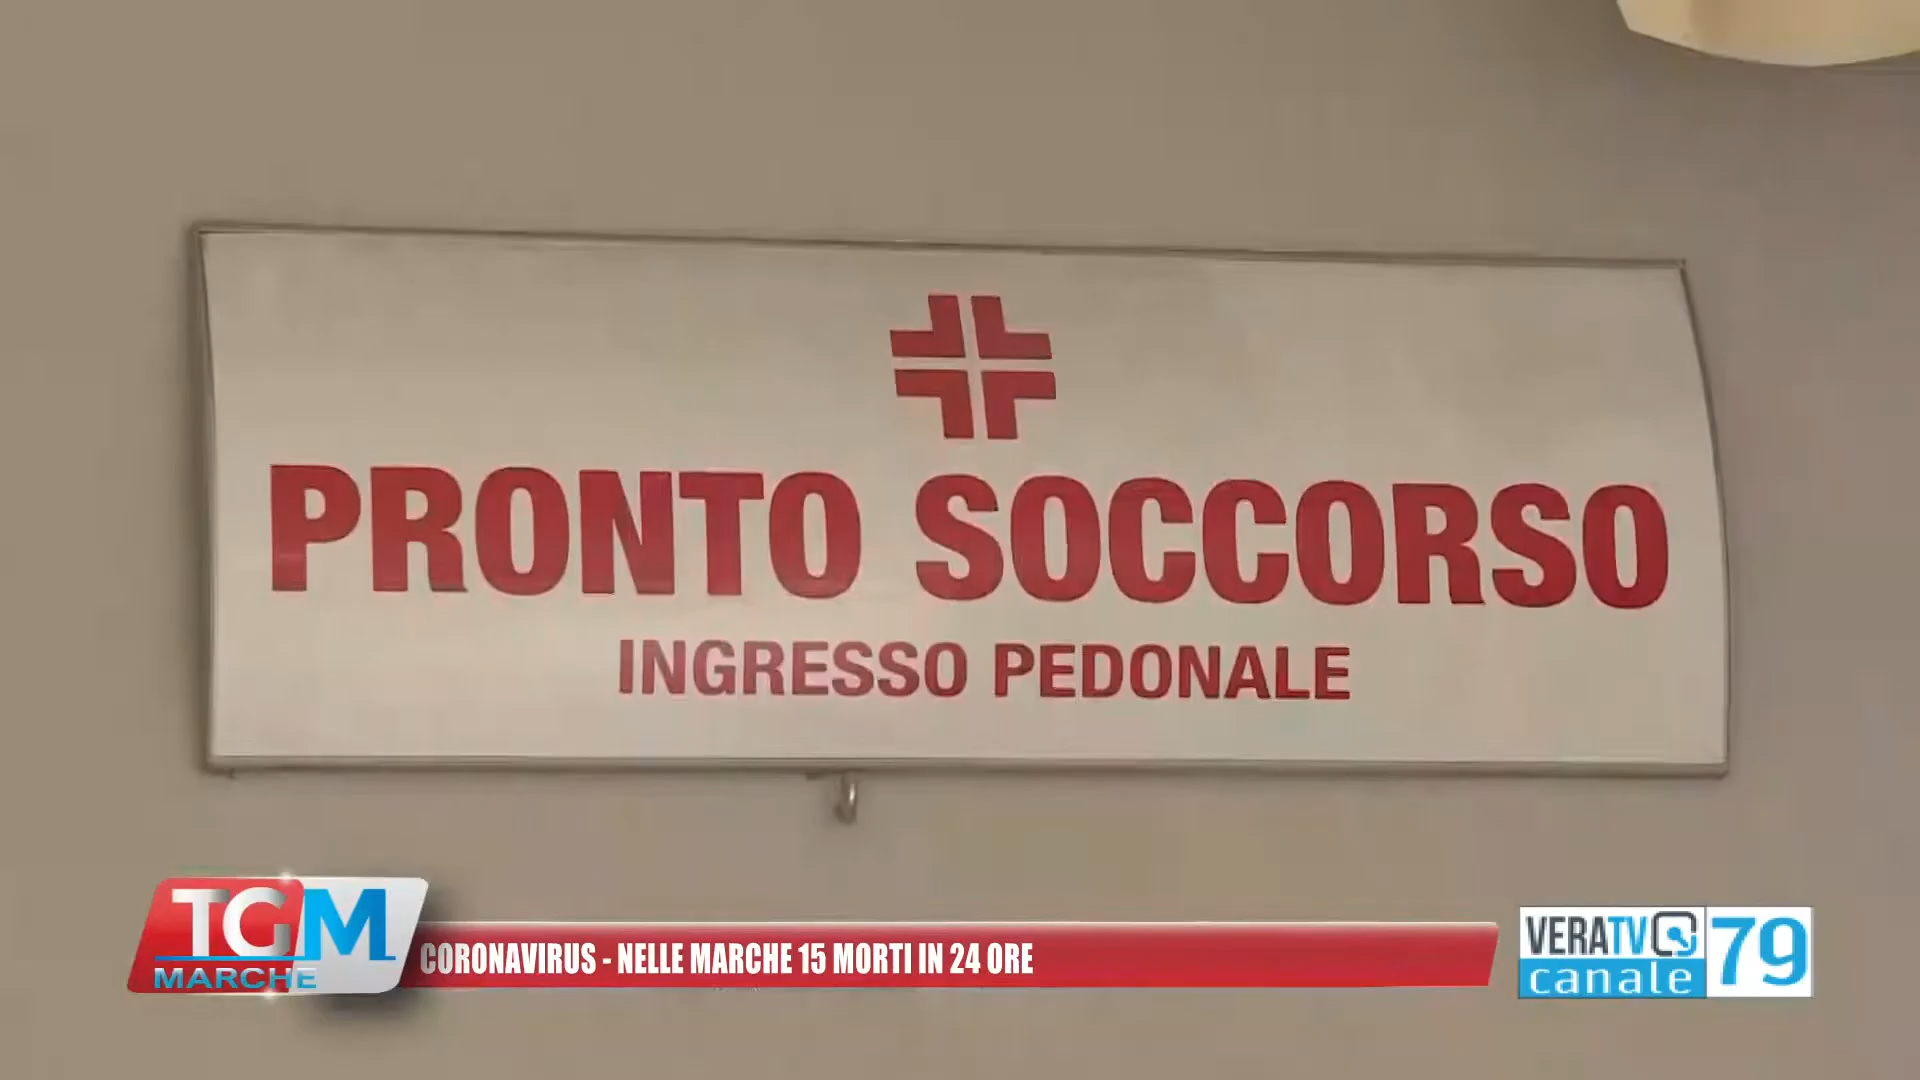 PRONTO SOCCORSO
INGRESSO PEDONALE
TGM
MARCHE
CORONAVIRUS - NELLE MARCHE 15 MORTI IN 24 ORE
VERATV
canale
79